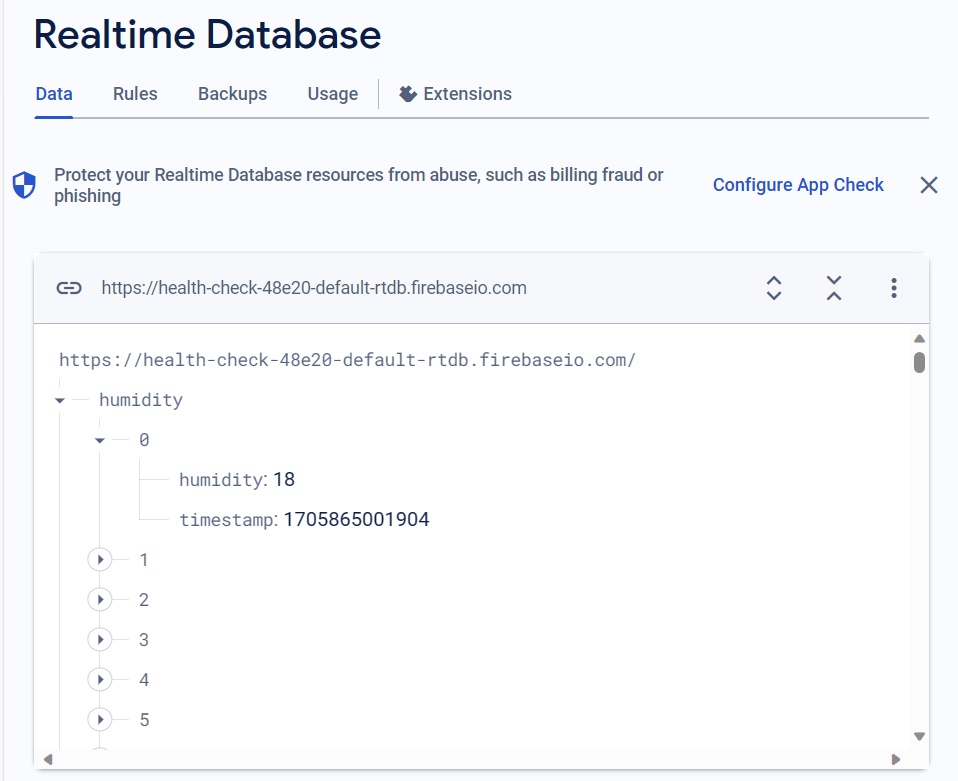 Realtime Database
Data Rules Backups Usage Extensions
Protect your Realtime Database resources from abuse, such as billing fraud or
phishing
Configure App Check
https://health-check-48e20-default-rtdb.firebaseio.com
https://health-check-48e20-default-rtdb.firebaseio.com/
humidity
0
humidity: 18
timestamp: 1705865001904
1
2
3
4
5